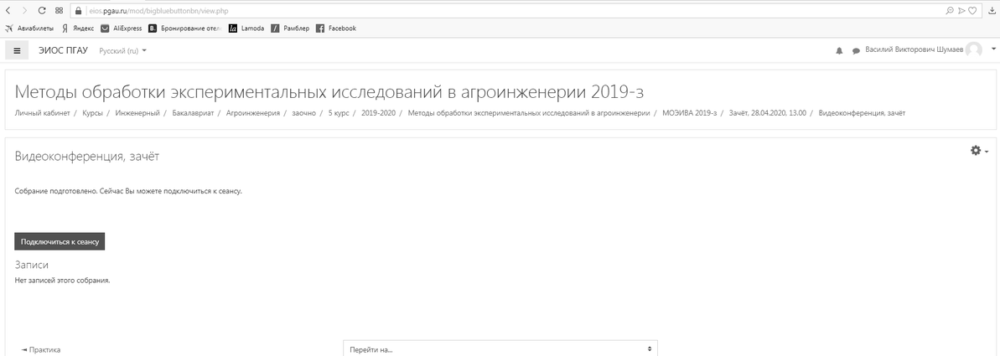 eios.pgau.ru/mod/bigbluebuttonbn/view.php
Авиабилеты Яндекс AliExpress B. Бронирование отел la Lamoda Рамблер Facebook
ЭИОС ПГАУ Русский (ru) Василий Викторович Шумаев
Методы обработки экспериментальных исследований в агроинженерии 2019-з
Личный кабинет / Курсы / Инженерный / Бакалавриат / Агроинженерия / заочно / 5 курс / 2019-2020 / Методы обработки экспериментальных исследований в агроинженерии / МОЭИВА 2019-з / Зачёт, 28.04.2020, 13.00 / Видеоконференция, зачёт
Видеоконференция, зачёт
Собрание подготовлено. Сейчас Вы можете подключиться к сеансу.
Подключиться к сеансу
Записи
Нет записей этого собрания.
◄ Практика Перейти на...